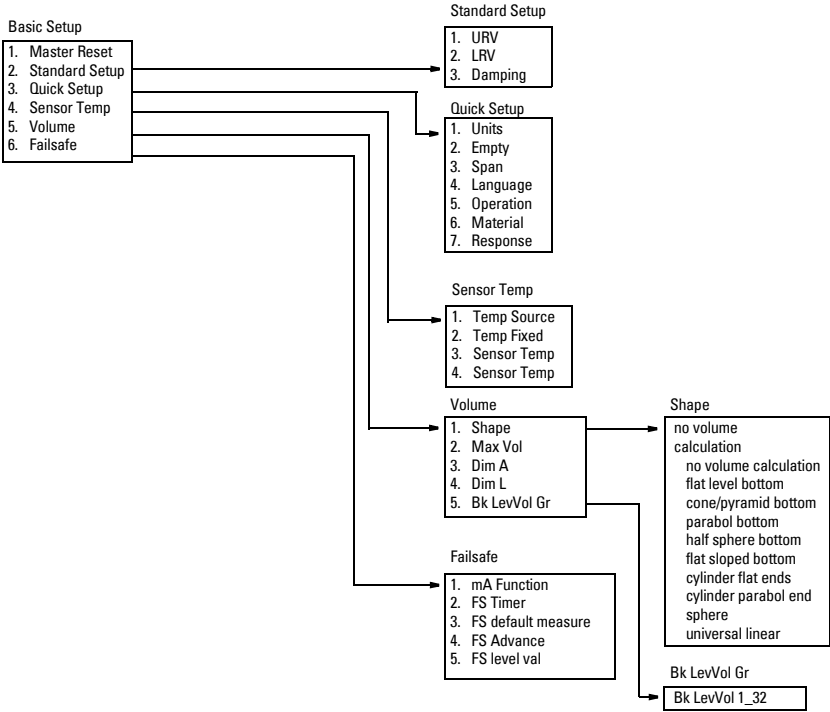 Basic Setup
1. Master Reset
2. Standard Setup
3. Quick Setup
4. Sensor Temp
5. Volume
6. Failsafe
Standard Setup
1. URV
2. LRV
3. Damping
Quick Setup
1. Units
2. Empty
3. Span
4. Language
5. Operation
6. Material
7. Response
Sensor Temp
1. Temp Source
2. Temp Fixed
3. Sensor Temp
4. Sensor Temp
Volume
1. Shape
2. Max Vol
3. Dim A
4. Dim L
5. Bk LevVol Gr
Shape
no volume
calculation
no volume calculation
flat level bottom
cone/pyramid bottom
parabol bottom
half sphere bottom
flat sloped bottom
cylinder flat ends
cylinder parabol end
sphere
universal linear
Failsafe
1. mA Function
2. FS Timer
3. FS default measure
4. FS Advance
5. FS level val
Bk LevVol Gr
Bk LevVol 1_32